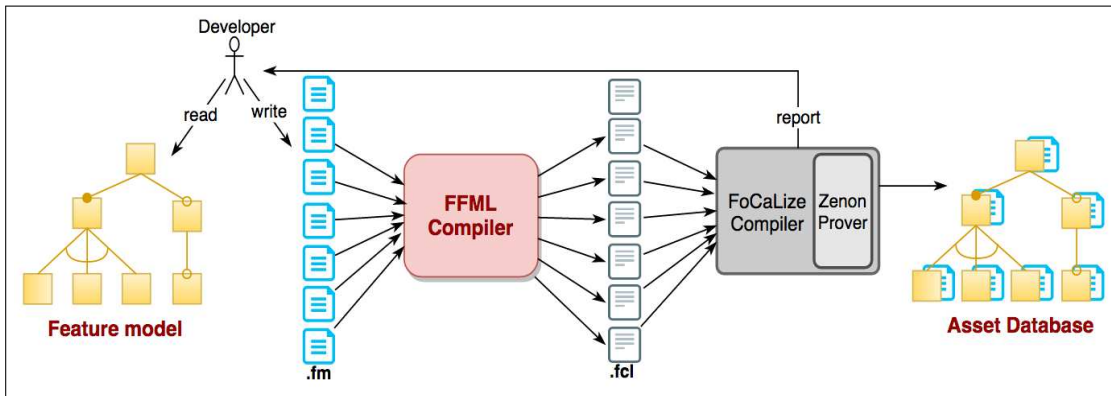 Developer
read
write
report
FFML
Compiler
FoCaLize
Compiler
Zenon
Prover
Feature model
.fm
.fcl
Asset Database